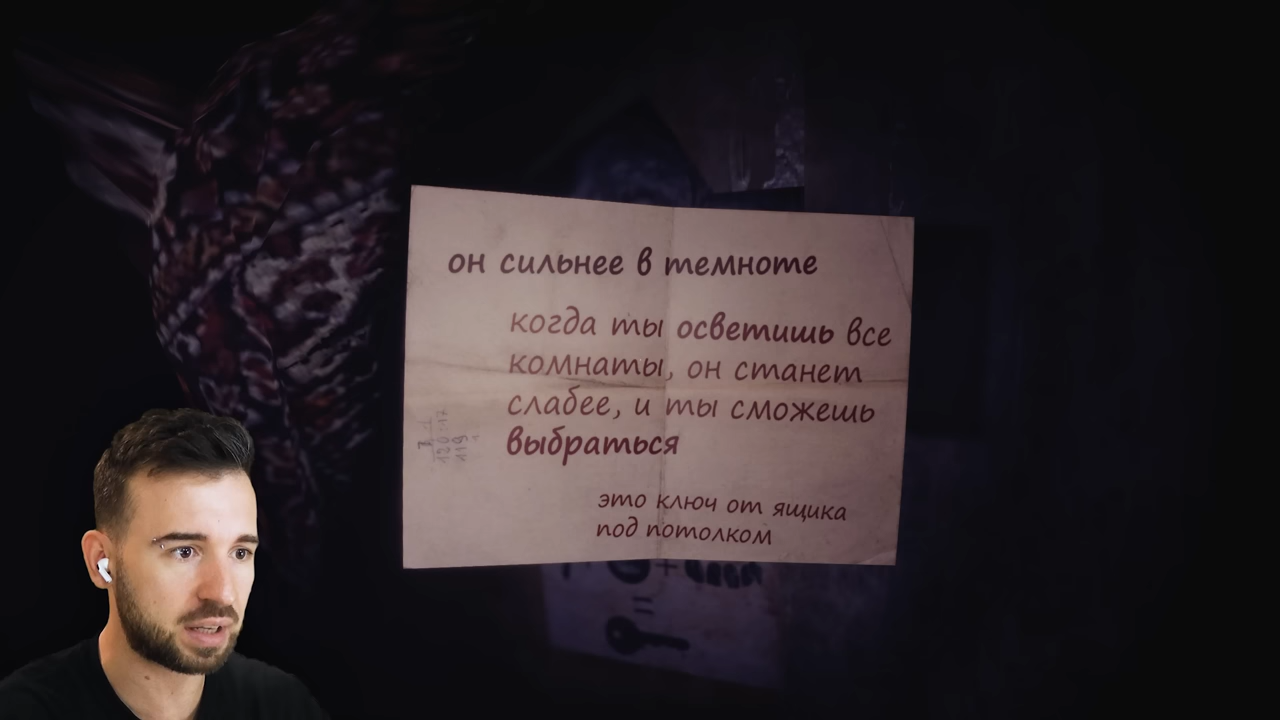 он сильнее в темноте
когда ты осветишь все
комнаты, он станет
слабее, и ты сможешь
выбраться
это ключ от ящика
под потолком